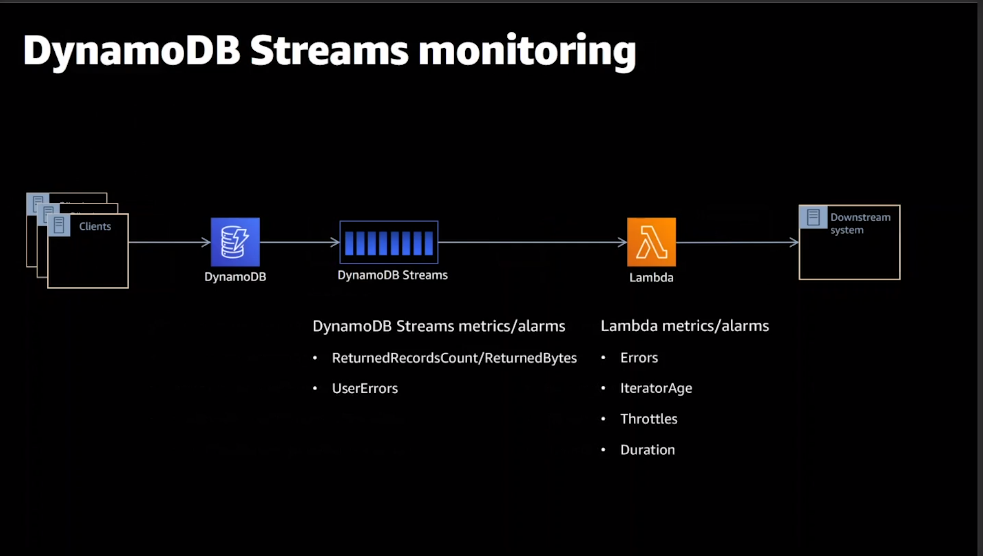 DynamoDB Streams monitoring
Clients
DynamoDB
DynamoDB Streams
Lambda
Downstream
system
DynamoDB Streams metrics/alarms
• ReturnedRecordsCount/ReturnedBytes
• UserErrors
Lambda metrics/alarms
• Errors
• IteratorAge
• Throttles
• Duration